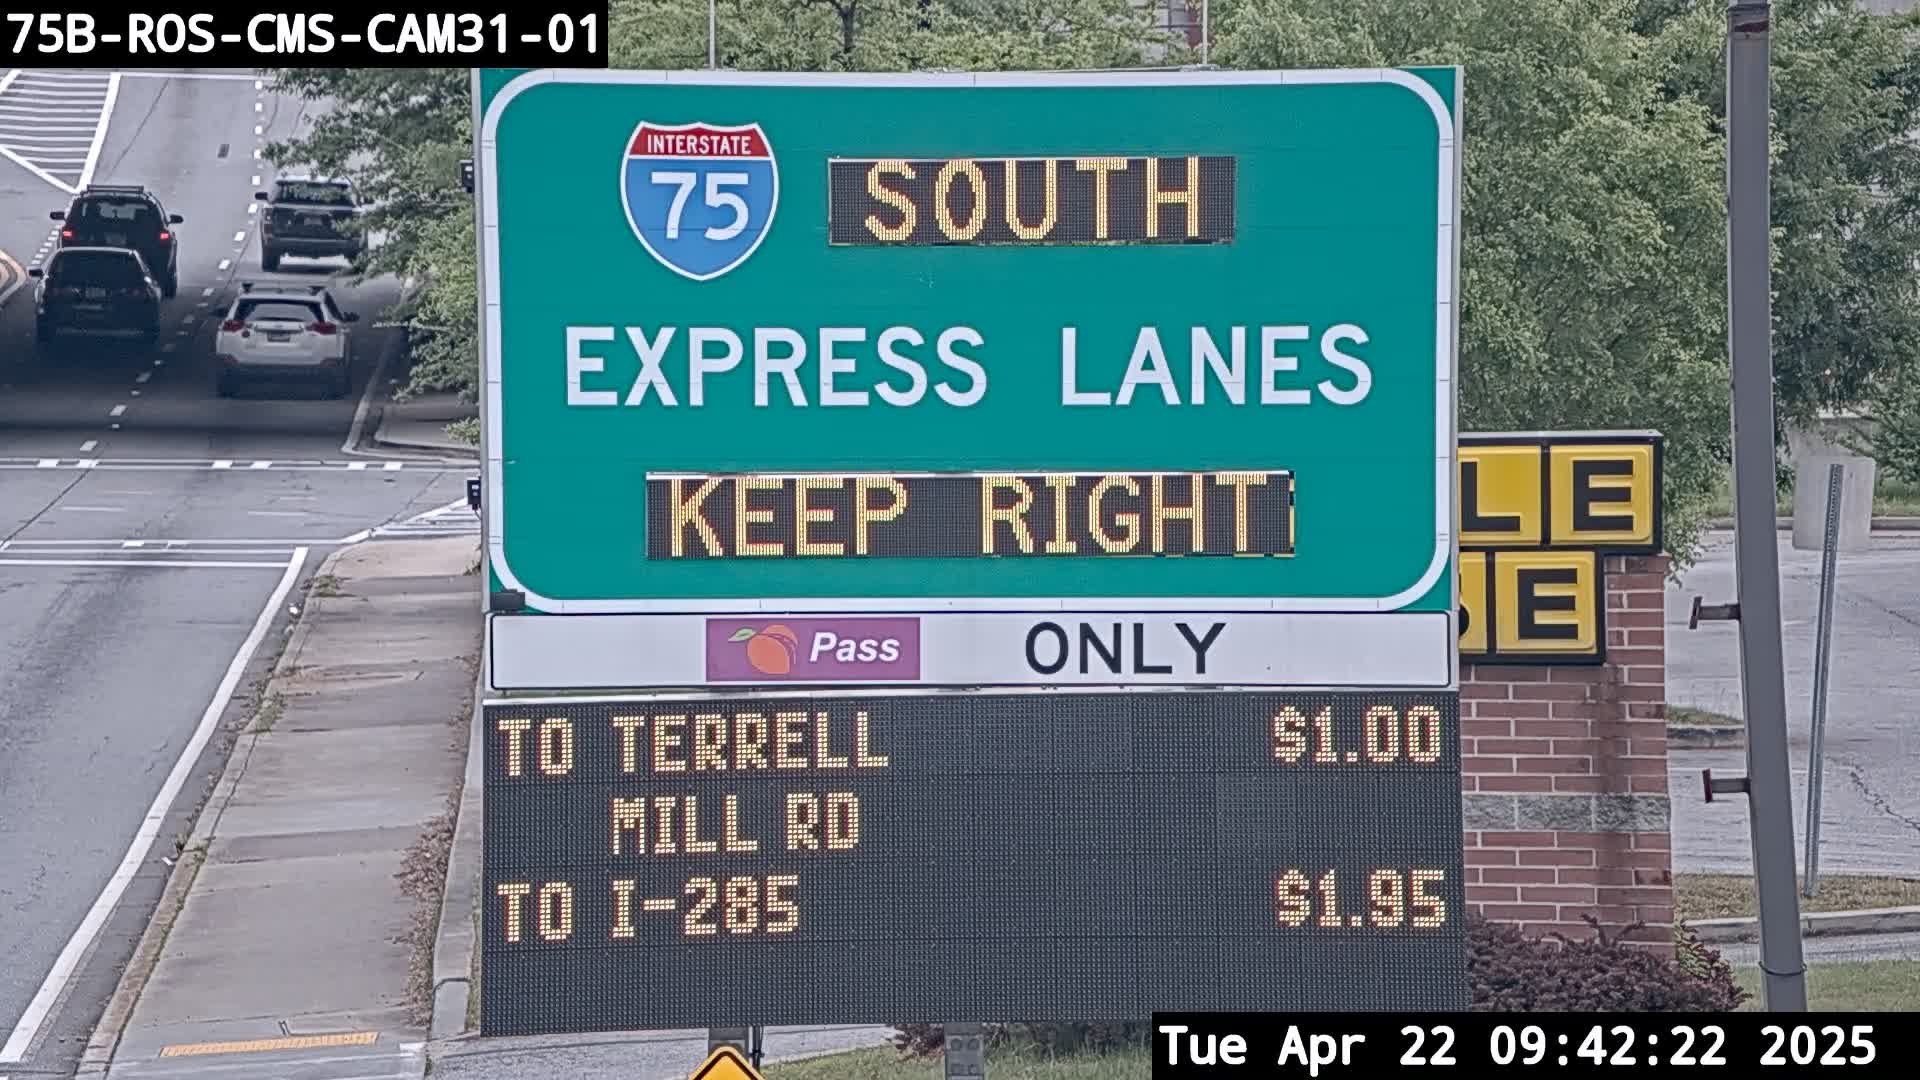 75B-ROS-CMS-CAM31-01
INTERSTATE
75
SOUTH
EXPRESS LANES
KEEP RIGHT
LE
E
Pass ONLY
TO TERRELL $1.00
MILL RD
TO I-285 $1.95
Tue Apr 22 09:42:22 2025